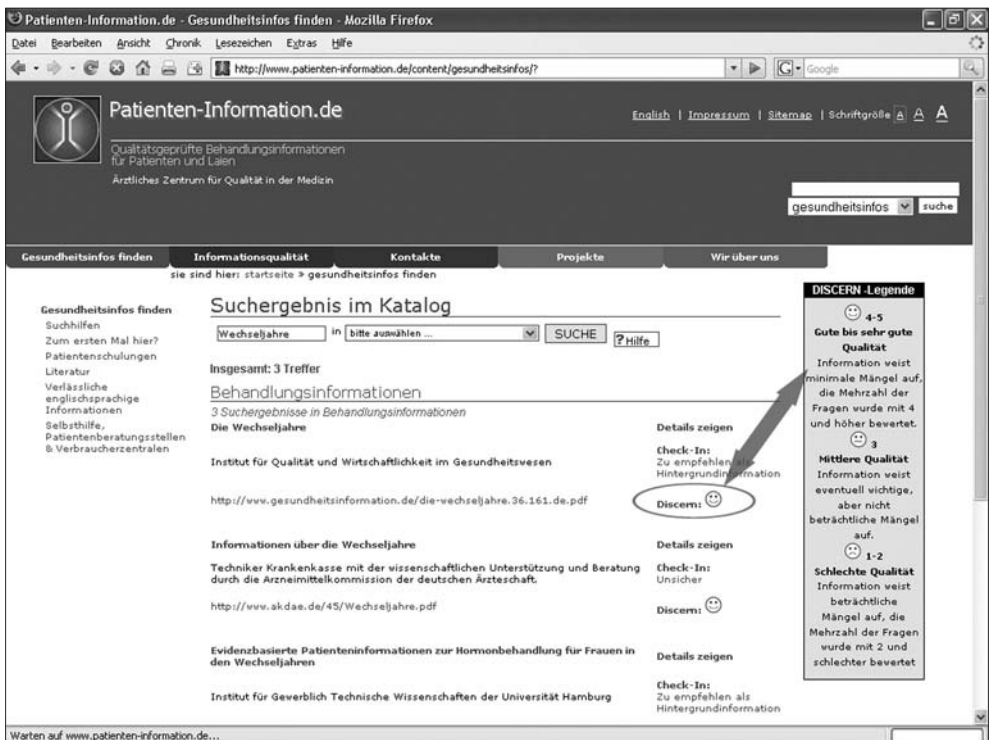 Patienten-Information.de - Gesundheitsinfos finden - Mozilla Firefox
Datei Bearbeiten Ansicht Chronik Lesezeichen Extras Hilfe
http://www.patienten-information.de/content/gesundheitsinfos/?
G Google
Patienten-Information.de
English | Impressum | Sitemap | Schriftgröße A A A
Qualitätsgeprüfte Behandlungsinformationen
für Patienten und Laien
Ärztliches Zentrum für Qualität in der Medizin
gesundheitsinfos suche
Gesundheitsinfos finden Informationsqualität Kontakte Projekte Wir über uns
sie sind hier: startseite » gesundheitsinfos finden
Gesundheitsinfos finden
Suchhilfen
Zum ersten Mal hier?
Patientenschulungen
Literatur
Verlässliche
englischsprachige
Informationen
Selbsthilfe,
Patientenberatungsstellen
& Verbraucherzentralen
Suchergebnis im Katalog
Wechseljahre in bitte auswählen ... SUCHE ? Hilfe
Insgesamt: 3 Treffer
Behandlungsinformationen
3 Suchergebnisse in Behandlungsinformationen
Die Wechseljahre Details zeigen
Institut für Qualität und Wirtschaftlichkeit im Gesundheitswesen
Check-In:
Zu empfehlen als
Hintergrundinformation
http://www.gesundheitsinformation.de/die-wechseljahre.36.161.de.pdf
Discern:
Informationen über die Wechseljahre Details zeigen
Techniker Krankenkasse mit der wissenschaftlichen Unterstützung und Beratung
durch die Arzneimittelkommission der deutschen Ärzteschaft.
Check-In:
Unsicher
http://www.akdae.de/45/Wechseljahre.pdf
Discern:
Evidenzbasierte Patienteninformationen zur Hormonbehandlung für Frauen in
den Wechseljahren
Details zeigen
Institut für Gewerblich Technische Wissenschaften der Universität Hamburg
Check-In:
Zu empfehlen als
Hintergrundinformation
DISCERN -Legende
4-5
Gute bis sehr gute
Qualität
Information weist
minimale Mängel auf,
die Mehrzahl der
Fragen wurde mit 4
und höher bewertet.
3
Mittlere Qualität
Information weist
eventuell wichtige,
aber nicht
beträchtliche Mängel
auf.
1-2
Schlechte Qualität
Information weist
beträchtliche
Mängel auf, die
Mehrzahl der Fragen
wurde mit 2 und
schlechter bewertet
Warten auf www.patienten-information.de...